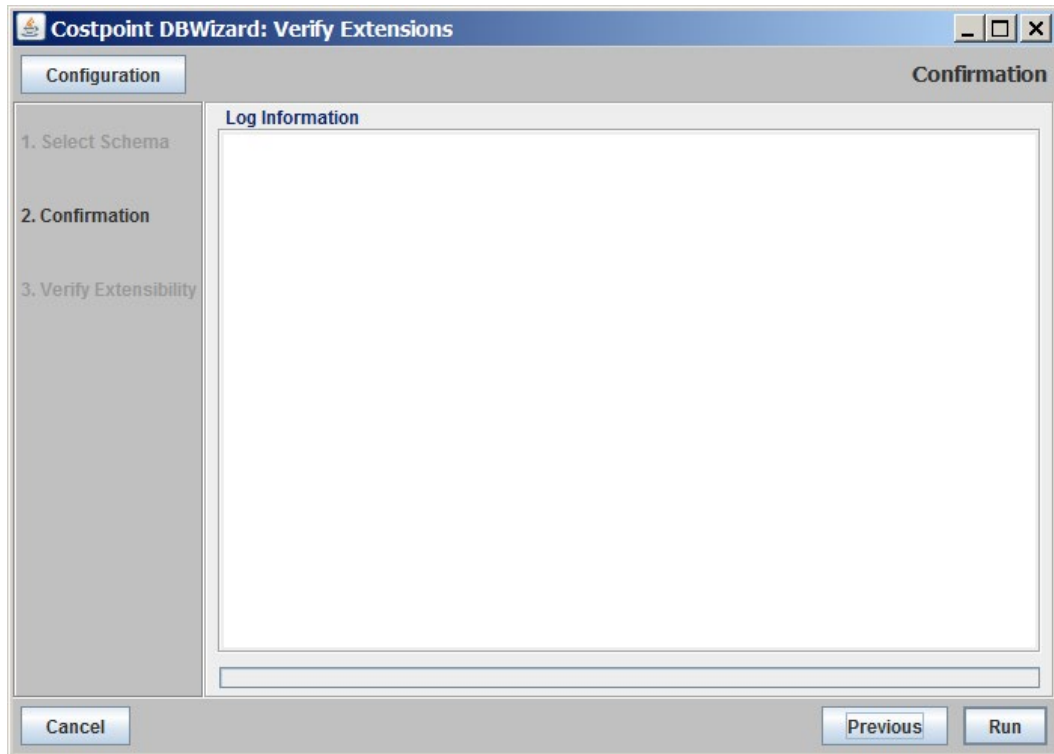 Costpoint DBWizard: Verify Extensions
Configuration
Confirmation
Log Information
1. Select Schema
2. Confirmation
3. Verify Extensibility
Cancel
Previous
Run